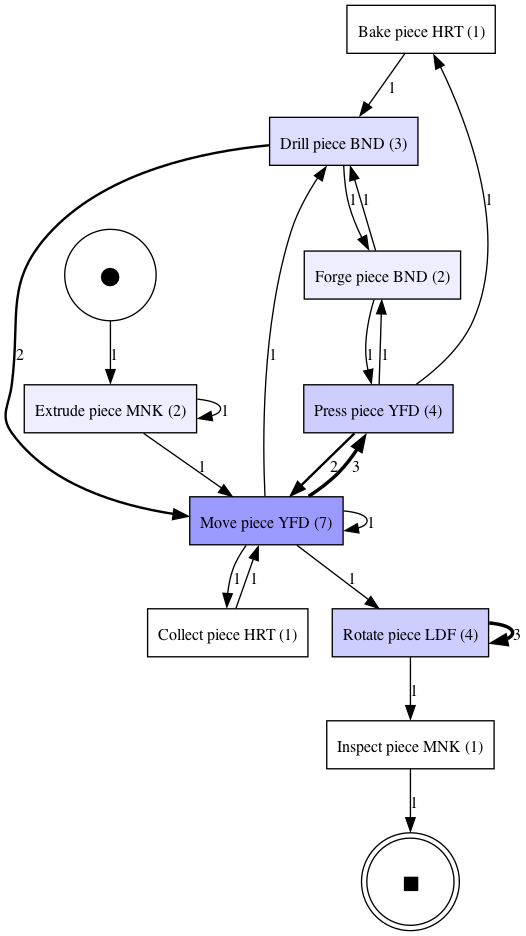 Bake piece HRT (1)
1
Drill piece BND (3)
1 1
1
Forge piece BND (2)
2
1
1
1 1
Extrude piece MNK (2)
1
Press piece YFD (4)
1
2 3
Move piece YFD (7)
1
1 1
1
Collect piece HRT (1)
Rotate piece LDF (4)
3
1
Inspect piece MNK (1)
1